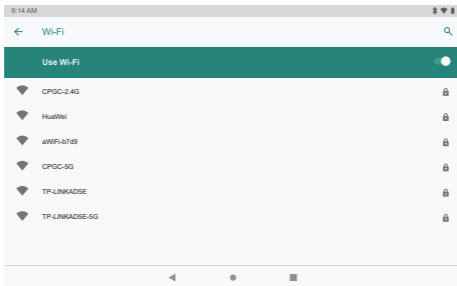 9:14 AM
Wi-Fi
Use Wi-Fi
CPGC-2.4G
HuaWei
aWiFi-b7d9
CPGC-5G
TP-LINKAD5E
TP-LINKAD5E-5G